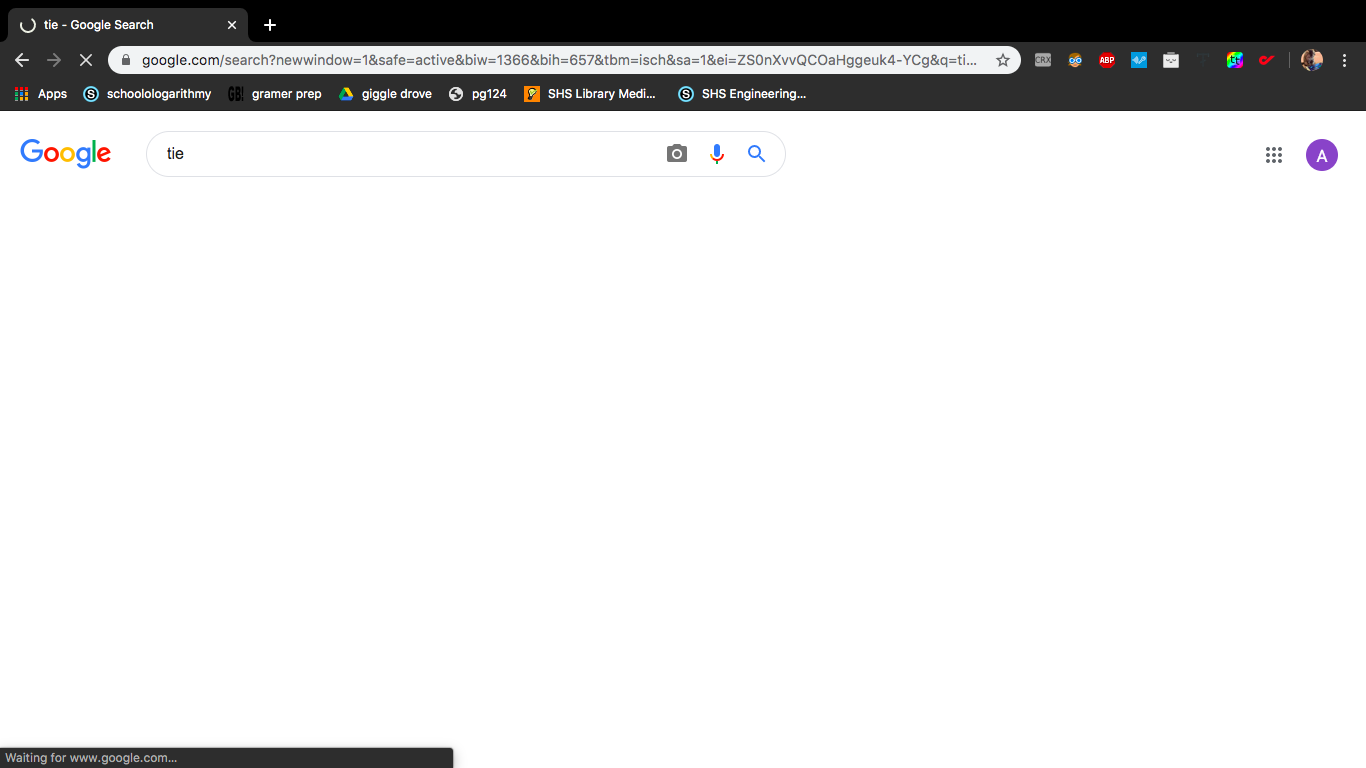 tie - Google Search
google.com/search?newwindow=1&safe=active&biw=1366&bih=657&tbm=isch&sa=1&ei=ZS0nXvvQCOaHggeuk4-YCg&q=ti...
CRX ABP
Apps schoolologarithmy GB! gramer prep giggle drove pg124 SHS Library Medi... SHS Engineering...
Google tie A
Waiting for www.google.com...